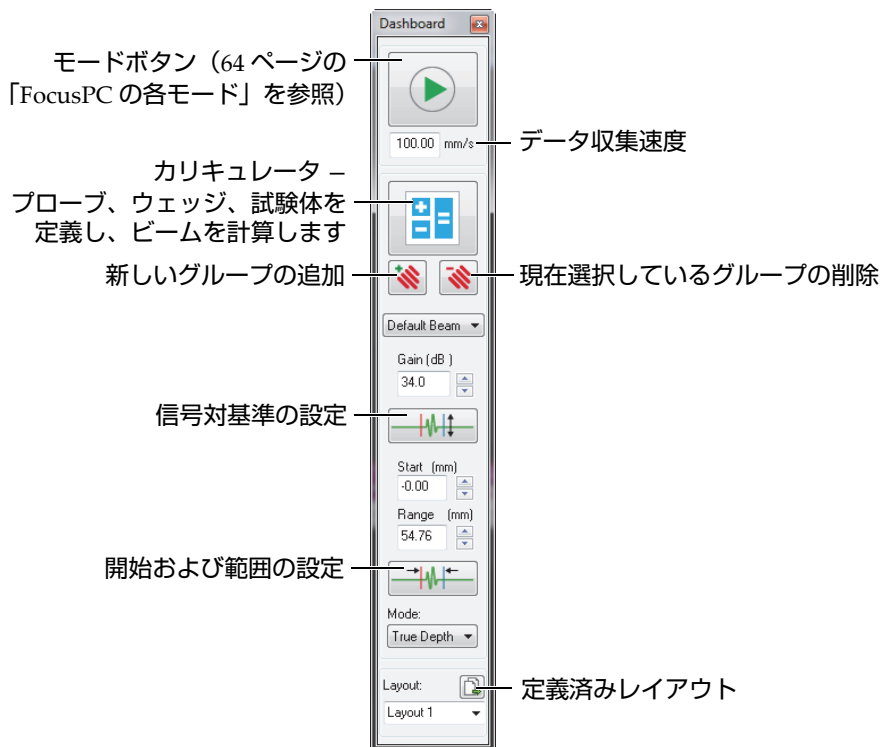 Dashboard
モードボタン（64 ページの
「FocusPC の各モード」を参照）
100.00 mm/s
データ収集速度
カリキュレータ –
プローブ、ウェッジ、試験体を
定義し、ビームを計算します
新しいグループの追加
現在選択しているグループの削除
Default Beam
Gain (dB )
34.0
信号対基準の設定
Start (mm)
-0.00
Range (mm)
54.76
開始および範囲の設定
Mode:
True Depth
Layout:
定義済みレイアウト
Layout 1